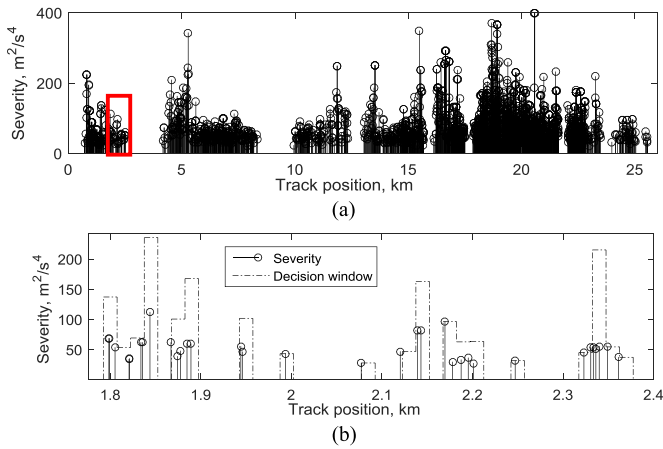 400
200
0
Severity, m2/s4
0
5
10
15
20
25
Track position, km
(a)
200
150
100
50
Severity, m2/s4
Severity
Decision window
1.8
1.9
2
2.1
2.2
2.3
2.4
Track position, km
(b)